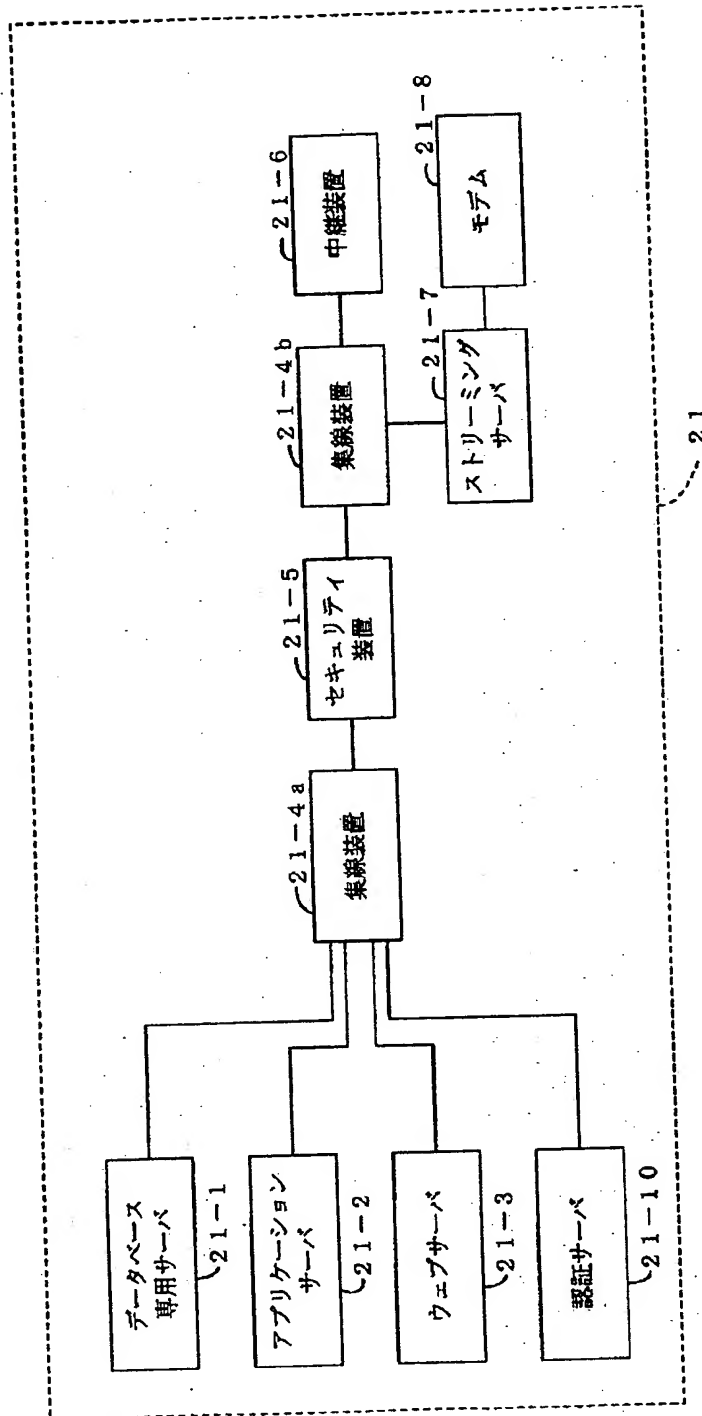 データベース
専用サーバ
21-1
アプリケーション
サーバ
21-2
ウェブサーバ
21-3
認証サーバ
21-10
集線装置
21-4a
セキュリティ
装置
21-5
集線装置
21-4b
中継装置
21-6
ストリーミング
サーバ
21-7
モデム
21-8
21